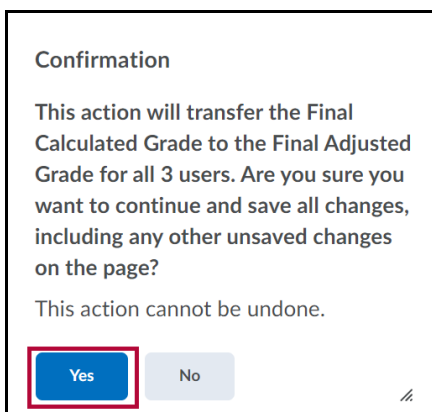 Confirmation
This action will transfer the Final
Calculated Grade to the Final Adjusted
Grade for all 3 users. Are you sure you
want to continue and save all changes,
including any other unsaved changes
on the page?
This action cannot be undone.
Yes No